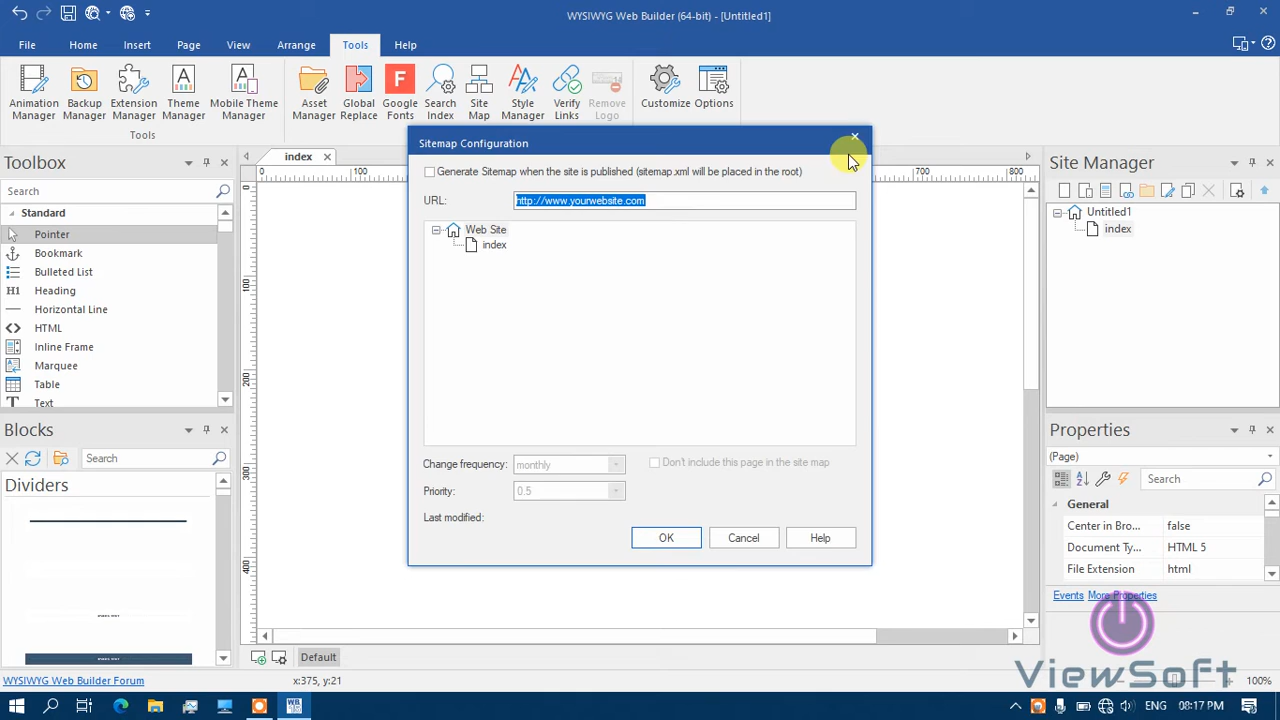 WYSIWYG Web Builder (64-bit) - [Untitled1]
File Home Insert Page View Arrange Tools Help
Animation Manager
Backup Manager
Extension Manager
Theme Manager
Mobile Theme Manager
Asset Manager
Global Replace
Google Fonts
Search Index
Site Map
Style Manager
Verify Links
Remove Logo
Customize
Options
Tools
Toolbox
Search
Standard
Pointer
Bookmark
Bulleted List
Heading
Horizontal Line
HTML
Inline Frame
Marquee
Table
Text
Blocks
Search
Dividers
index
100
800
0
100
200
300
400
Sitemap Configuration
Generate Sitemap when the site is published (sitemap.xml will be placed in the root)
URL: http://www.yourwebsite.com
Web Site
index
Change frequency: monthly
Don't include this page in the site map
Priority: 0.5
Last modified:
OK Cancel Help
Site Manager
Untitled1
index
Properties
(Page)
Search
General
Center in Bro... false
Document Ty... HTML 5
File Extension html
Events More Properties
ViewSoft
Default
WYSIWYG Web Builder Forum
x:375, y:21
100%
ENG 08:17 PM